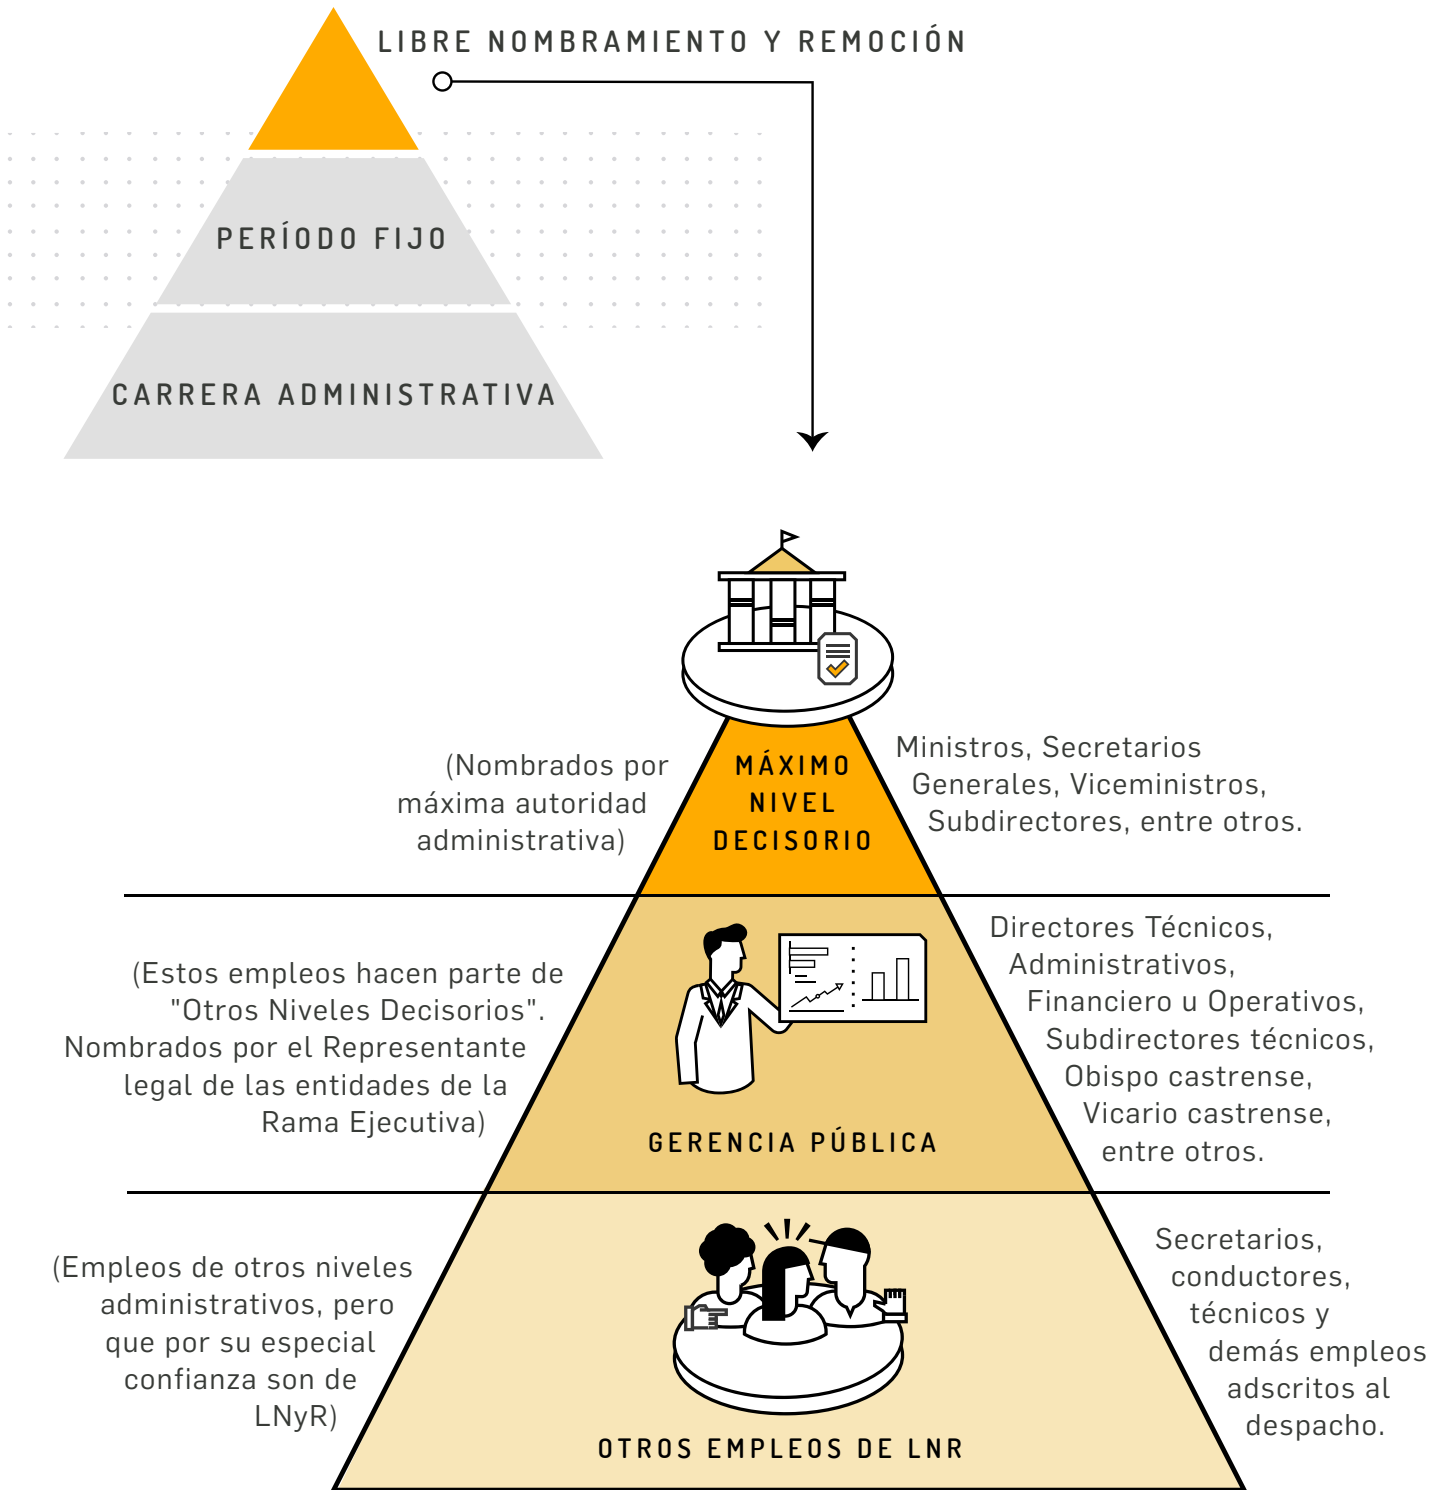 LIBRE NOMBRAMIENTO Y REMOCIÓN
PERÍODO FIJO
CARRERA ADMINISTRATIVA
(Nombrados por
máxima autoridad
administrativa)
MÁXIMO
NIVEL
DECISORIO
Ministros, Secretarios
Generales, Viceministros,
Subdirectores, entre otros.
(Estos empleos hacen parte de
"Otros Niveles Decisorios".
Nombrados por el Representante
legal de las entidades de la
Rama Ejecutiva)
GERENCIA PÚBLICA
Directores Técnicos,
Administrativos,
Financiero u Operativos,
Subdirectores técnicos,
Obispo castrense,
Vicario castrense,
entre otros.
(Empleos de otros niveles
administrativos, pero
que por su especial
confianza son de
LNyR)
OTROS EMPLEOS DE LNR
Secretarios,
conductores,
técnicos y
demás empleos
adscritos al
despacho.